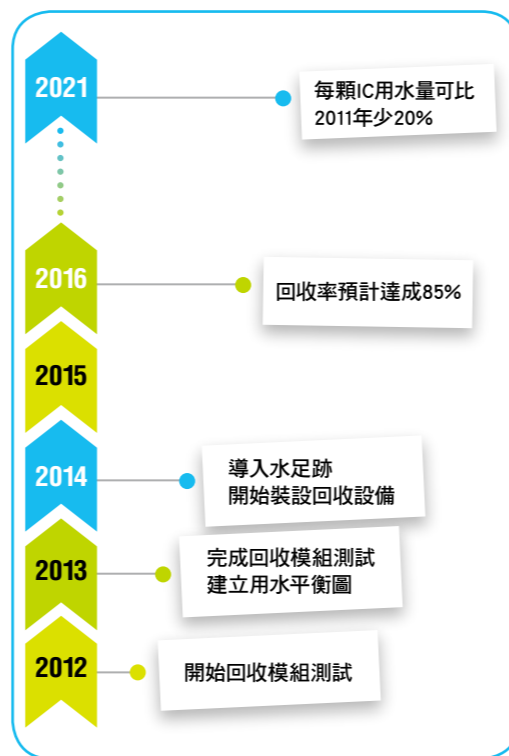 2021
每顆IC用水量可比
2011年少20%
2016
回收率預計達成85%
2015
2014
導入水足跡
開始裝設回收設備
2013
完成回收模組測試
建立用水平衡圖
2012
開始回收模組測試